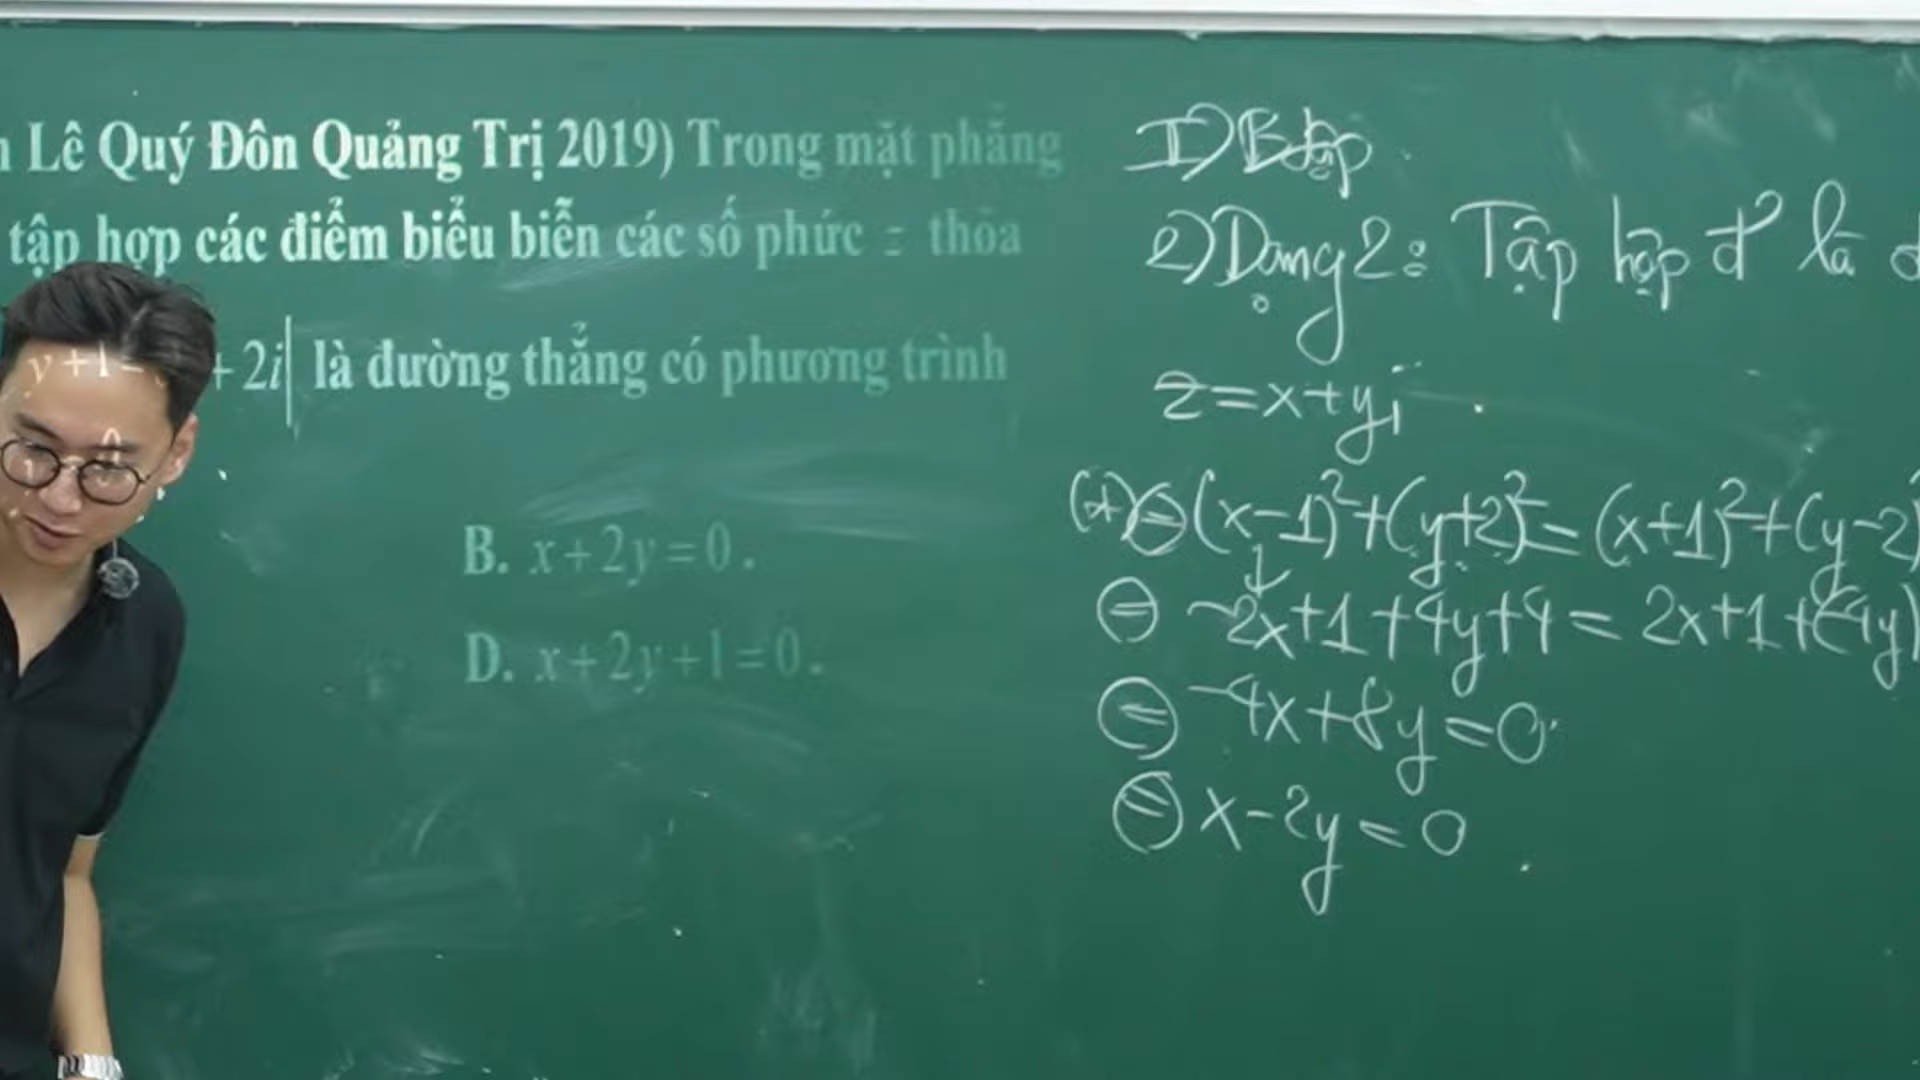 Lê Quý Đôn Quảng Trị 2019) Trong mặt phẳng
tập hợp các điểm biểu biễn các số phức z thỏa
+ 2i| là đường thẳng có phương trình
y+1=
B. x+2y=0.
D. x+2y+1=0.
I) Btập
2) Dạng 2: Tập hợp đ' là đ
z=x+yi
(*)⇔(x-1)²+(y+2)²=(x+1)²+(y-2)
⇔ -2x+1+4y+4=2x+1+(-4y)
⇔ -4x+8y=0
⇔ x-2y=0